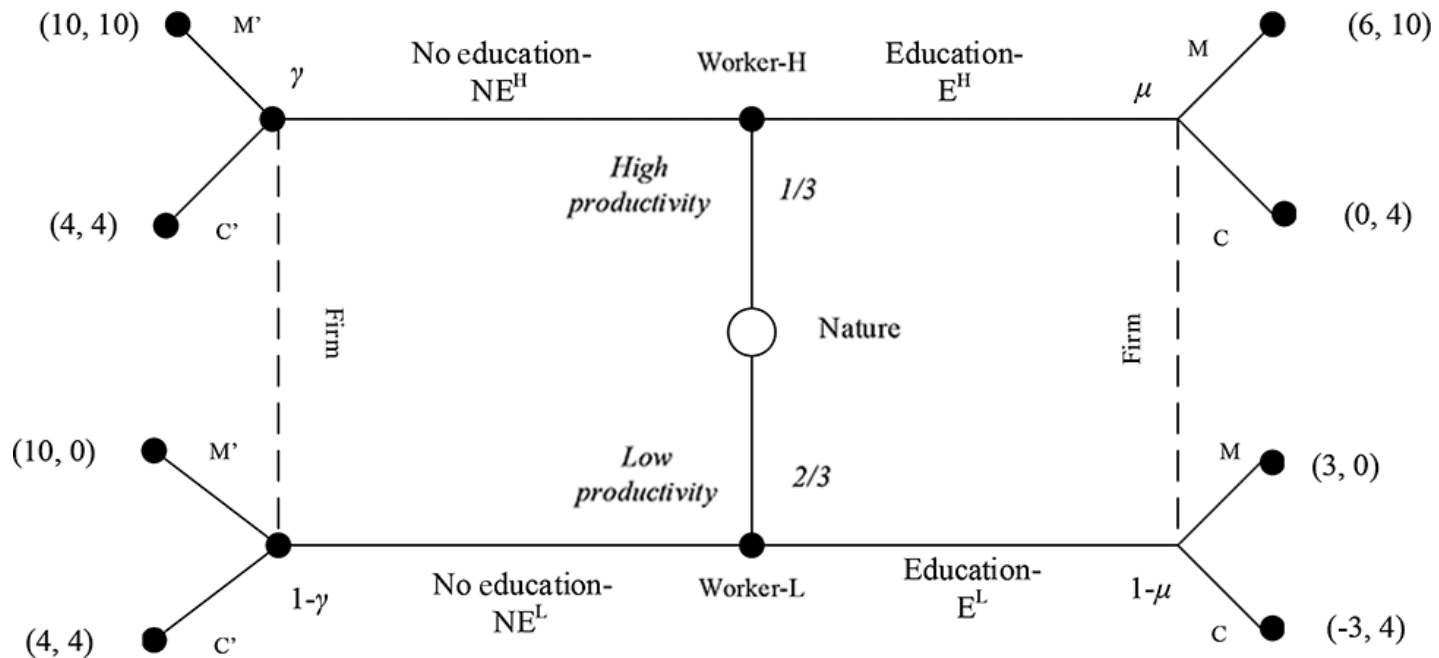 (10, 10)
M’
No education-
NE^H
Worker-H
Education-
E^H
M
(6, 10)
γ
μ
High
productivity
1/3
(4, 4)
C’
C
(0, 4)
Firm
Nature
Firm
(10, 0)
M’
Low
productivity
2/3
M
(3, 0)
1-γ
No education-
NE^L
Worker-L
Education-
E^L
1-μ
(4, 4)
C’
C
(-3, 4)